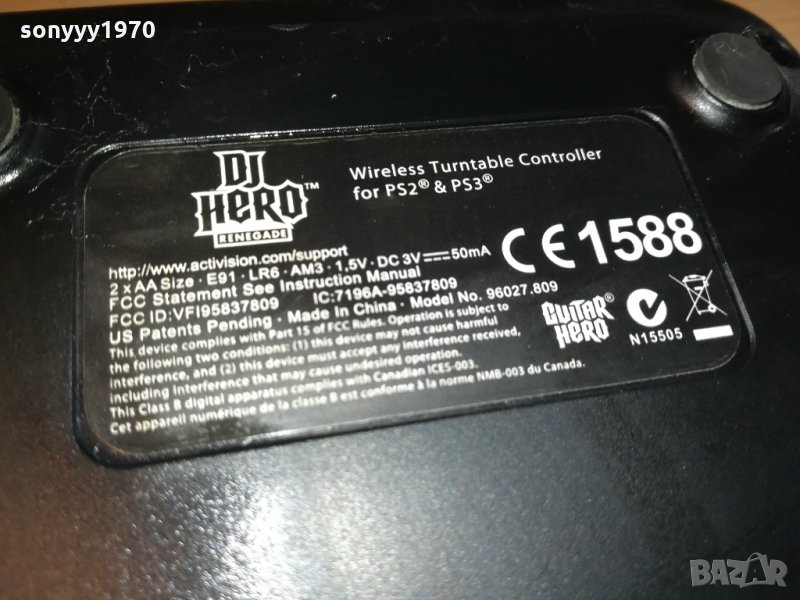 sonyyy1970
DJ HERO™
RENEGADE
Wireless Turntable Controller
for PS2® & PS3®
http://www.activision.com/support
2 x AA Size · E91 · LR6 · AM3 · 1,5V · DC 3V 50mA
FCC Statement See Instruction Manual
FCC ID:VFI95837809 IC:7196A-95837809
US Patents Pending · Made In China · Model No. 96027.809
This device complies with Part 15 of FCC Rules. Operation is subject to
the following two conditions: (1) this device may not cause harmful
interference, and (2) this device must accept any interference received,
including Interference that may cause undesired operation.
This Class B digital apparatus complies with Canadian ICES-003.
Cet appareil numérique de la classe B est conforme à la norme NMB-003 du Canada.
CE1588
GUITAR HERO®
N15505
BAZAR